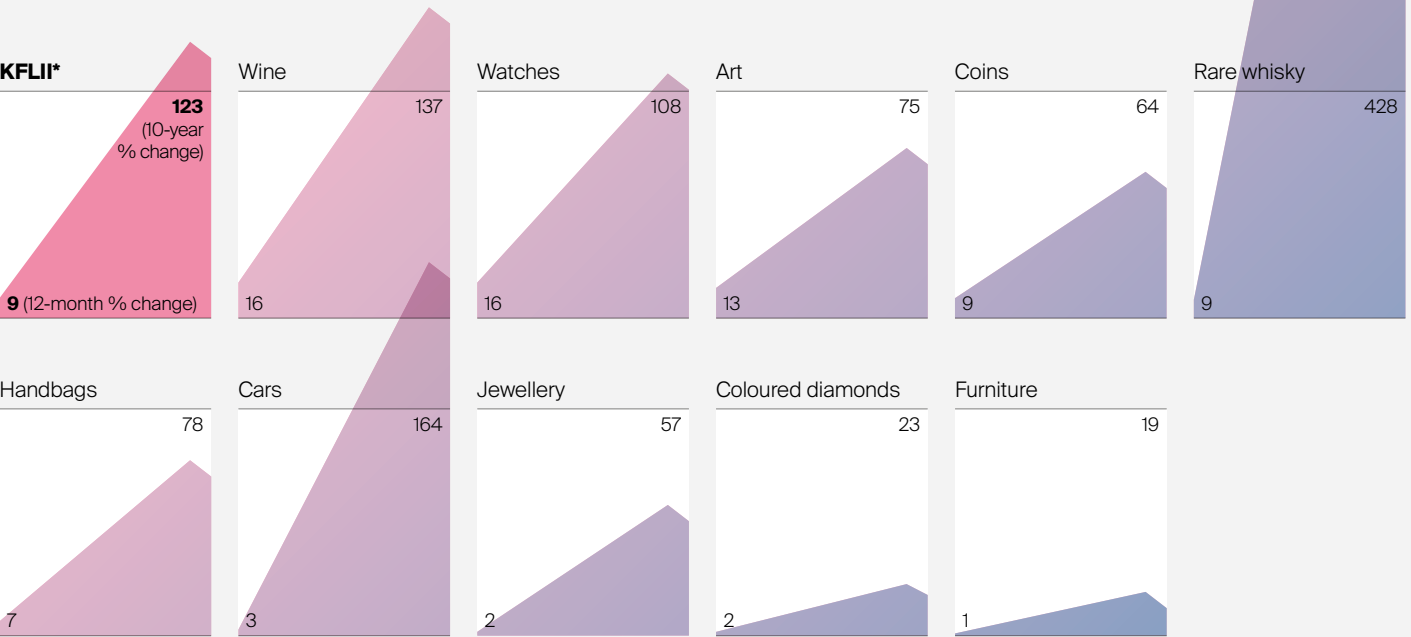 KFLII*
123
(10-year
% change)
9 (12-month % change)
Wine
137
16
Watches
108
16
Art
75
13
Coins
64
9
Rare whisky
428
9
Handbags
78
7
Cars
164
3
Jewellery
57
2
Coloured diamonds
23
2
Furniture
19
1